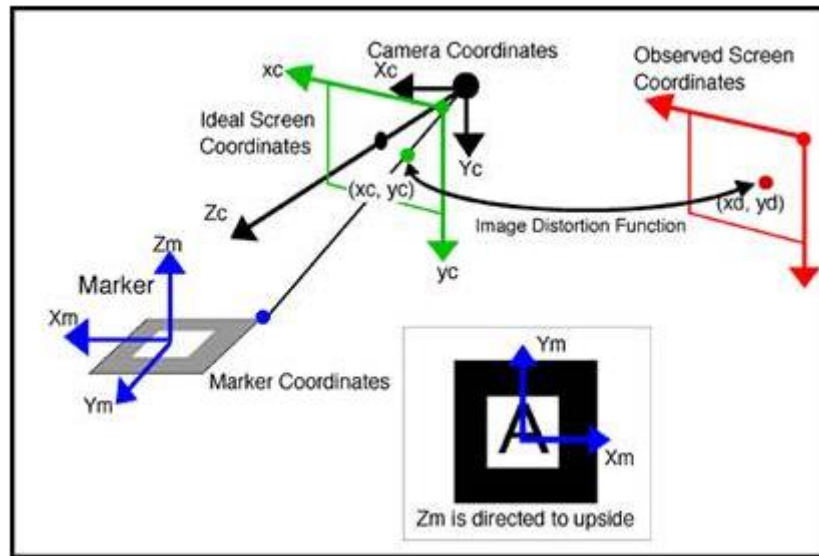 Camera Coordinates
xc
Xc
Observed Screen
Coordinates
Ideal Screen
Coordinates
Yc
(xc, yc)
(xd, yd)
Zc
Image Distortion Function
Zm
yc
Marker
Xm
Marker Coordinates
Ym
Ym
A
Xm
Zm is directed to upside